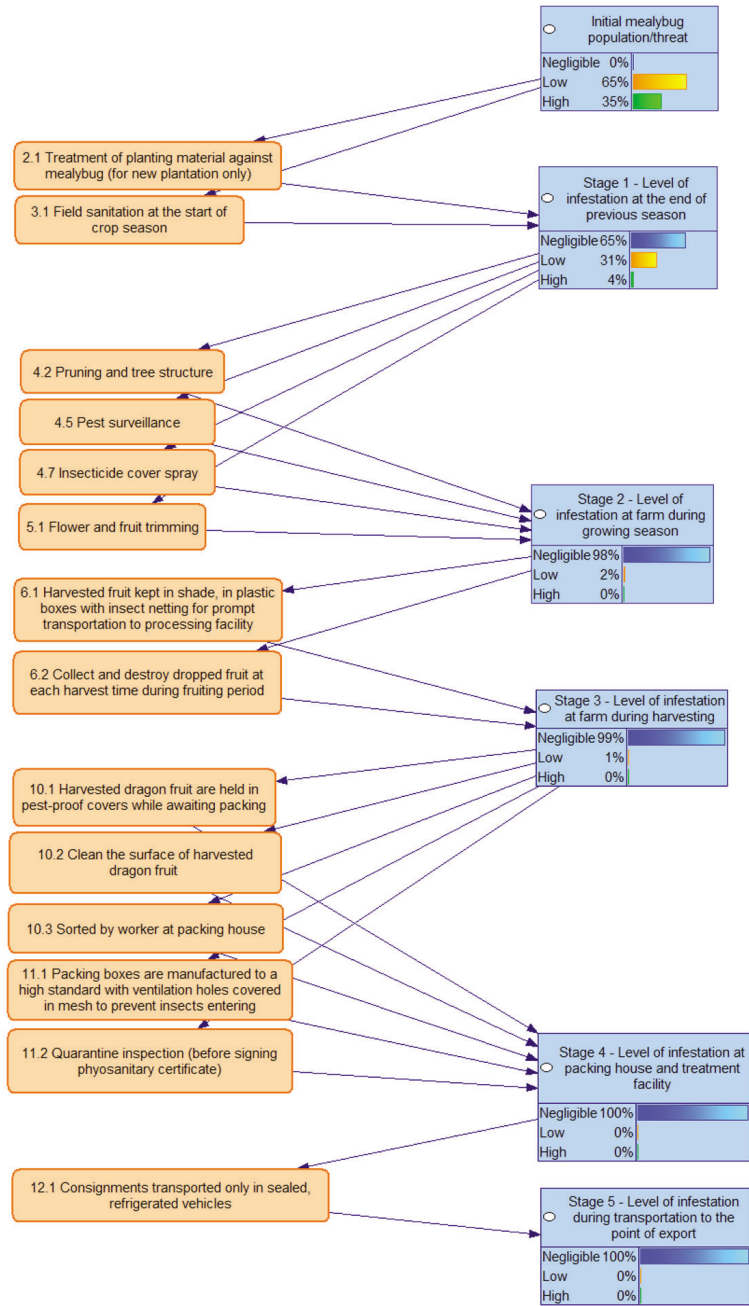 Initial mealybug
population/threat
Negligible 0%
Low 65%
High 35%
2.1 Treatment of planting material against
mealybug (for new plantation only)
3.1 Field sanitation at the start of
crop season
Stage 1 - Level of
infestation at the end of
previous season
Negligible 65%
Low 31%
High 4%
4.2 Pruning and tree structure
4.5 Pest surveillance
4.7 Insecticide cover spray
5.1 Flower and fruit trimming
Stage 2 - Level of
infestation at farm during
growing season
Negligible 98%
Low 2%
High 0%
6.1 Harvested fruit kept in shade, in plastic
boxes with insect netting for prompt
transportation to processing facility
6.2 Collect and destroy dropped fruit at
each harvest time during fruiting period
Stage 3 - Level of infestation
at farm during harvesting
Negligible 99%
Low 1%
High 0%
10.1 Harvested dragon fruit are held in
pest-proof covers while awaiting packing
10.2 Clean the surface of harvested
dragon fruit
10.3 Sorted by worker at packing house
11.1 Packing boxes are manufactured to a
high standard with ventilation holes covered
in mesh to prevent insects entering
11.2 Quarantine inspection (before signing
phyosanitary certificate)
Stage 4 - Level of infestation at
packing house and treatment
facility
Negligible 100%
Low 0%
High 0%
12.1 Consignments transported only in sealed,
refrigerated vehicles
Stage 5 - Level of infestation
during transportation to the
point of export
Negligible 100%
Low 0%
High 0%